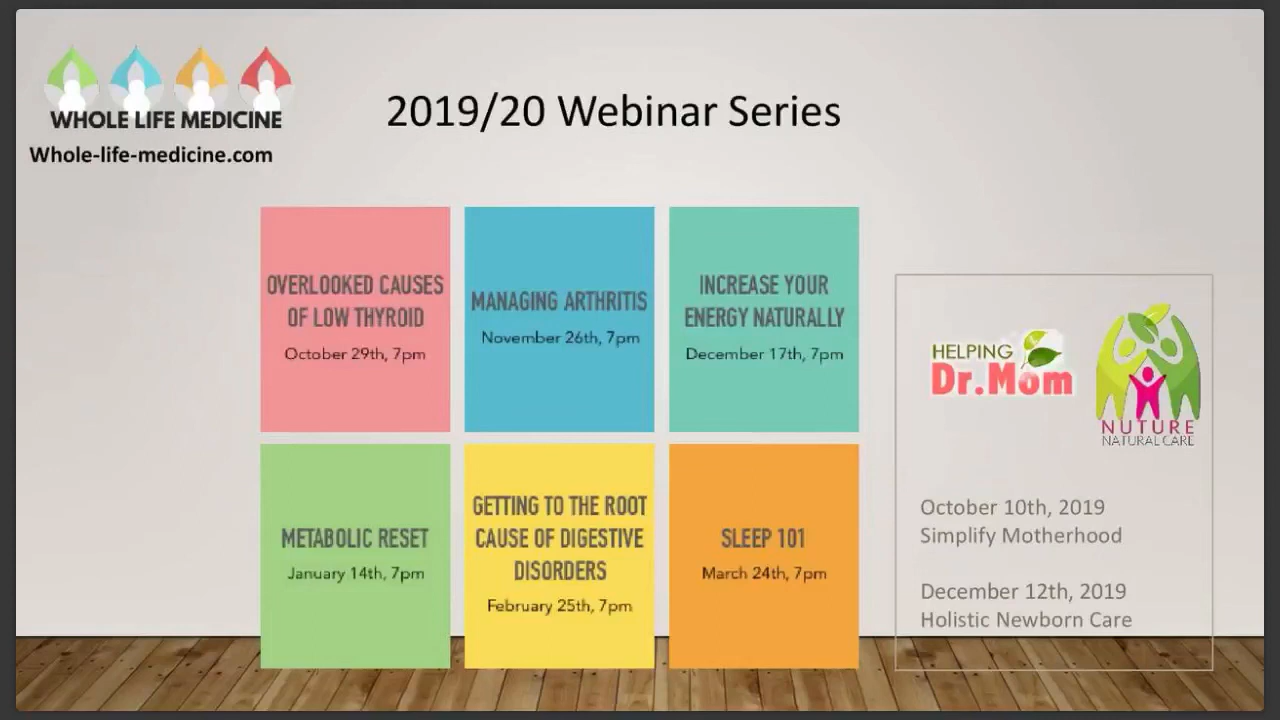 WHOLE LIFE MEDICINE
Whole-life-medicine.com
2019/20 Webinar Series
OVERLOOKED CAUSES
OF LOW THYROID
October 29th, 7pm
MANAGING ARTHRITIS
November 26th, 7pm
INCREASE YOUR
ENERGY NATURALLY
December 17th, 7pm
METABOLIC RESET
January 14th, 7pm
GETTING TO THE ROOT
CAUSE OF DIGESTIVE
DISORDERS
February 25th, 7pm
SLEEP 101
March 24th, 7pm
HELPING
Dr.Mom
NUTURE
NATURAL CARE
October 10th, 2019
Simplify Motherhood
December 12th, 2019
Holistic Newborn Care